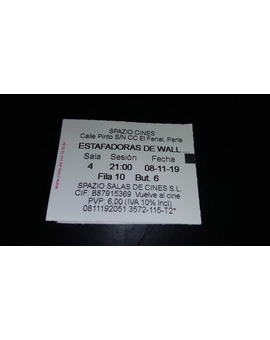 SPAZIO CINES
Calle Pinto S/N CC El Ferial, Parla
ESTAFADORAS DE WALL ...
Sala Sesión Fecha
4 21:00 08-11-19
Fila 10 But. 6
SPAZIO SALAS DE CINES S.L.
CIF: B87915369 Vuelve al cine
PVP: 6,00 (IVA 10% Incl)
0811192051 3572-115-T2*